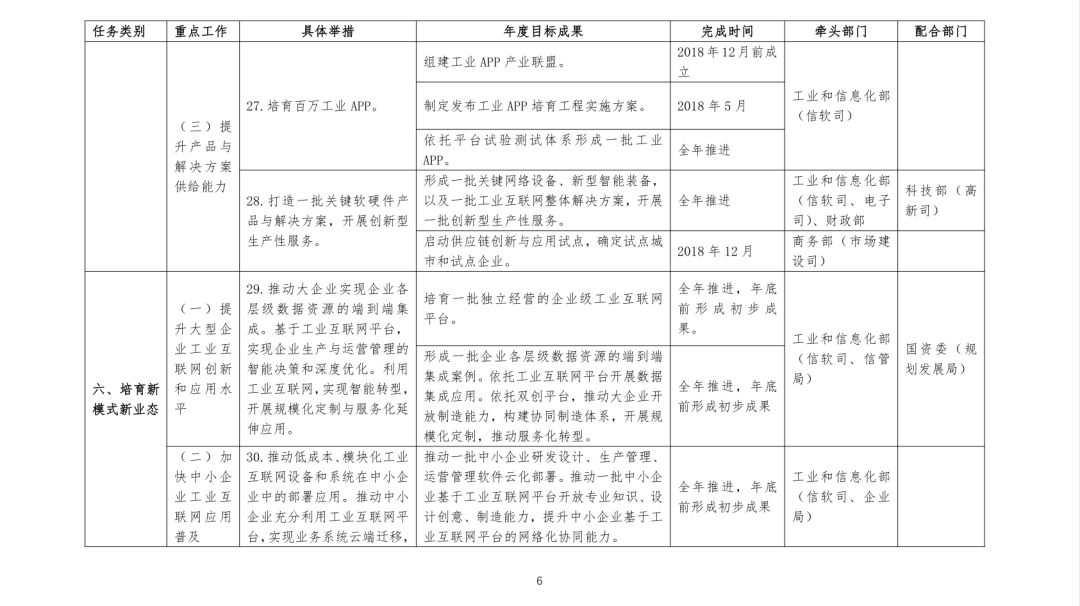 任务类别 重点工作 具体举措 年度目标成果 完成时间 牵头部门 配合部门
（三）提
升产品与
解决方案
供给能力
27.培育百万工业 APP。
组建工业 APP 产业联盟。
2018 年 12 月前成
立
制定发布工业 APP 培育工程实施方案。
2018 年 5 月
依托平台试验测试体系形成一批工业
APP。
全年推进
工业和信息化部
（信软司）
28.打造一批关键软硬件产
品与解决方案，开展创新型
生产性服务。
形成一批关键网络设备、新型智能装备，
以及一批工业互联网整体解决方案，开展
一批创新型生产性服务。
全年推进
工业和信息化部
（信软司、电子
司）、财政部
科技部（高
新司）
启动供应链创新与应用试点，确定试点城
市和试点企业。
2018 年 12 月
商务部（市场建
设司）
六、培育新
模式新业态
（一）提
升大型企
业工业互
联网创新
和应用水
平
29.推动大企业实现企业各
层级数据资源的端到端集
成。基于工业互联网平台，
实现企业生产与运营管理的
智能决策和深度优化。利用
工业互联网，实现智能转型，
开展规模化定制与服务化延
伸应用。
培育一批独立经营的企业级工业互联网
平台。
全年推进，年底
前形成初步成
果。
形成一批企业各层级数据资源的端到端
集成案例。依托工业互联网平台开展数据
集成应用。依托双创平台，推动大企业开
放制造能力，构建协同制造体系，开展规
模化定制，推动服务化转型。
全年推进，年底
前形成初步成果
工业和信息化部
（信软司、信管
局）
国资委（规
划发展局）
（二）加
快中小企
业工业互
联网应用
普及
30.推动低成本、模块化工业
互联网设备和系统在中小企
业中的部署应用。推动中小
企业充分利用工业互联网平
台，实现业务系统云端迁移，
推动一批中小企业研发设计、生产管理、
运营管理软件云化部署。推动一批中小企
业基于工业互联网平台开放专业知识、设
计创意、制造能力，提升中小企业基于工
业互联网平台的网络化协同能力。
全年推进，年底
前形成初步成果
工业和信息化部
（信软司、企业
局）
6